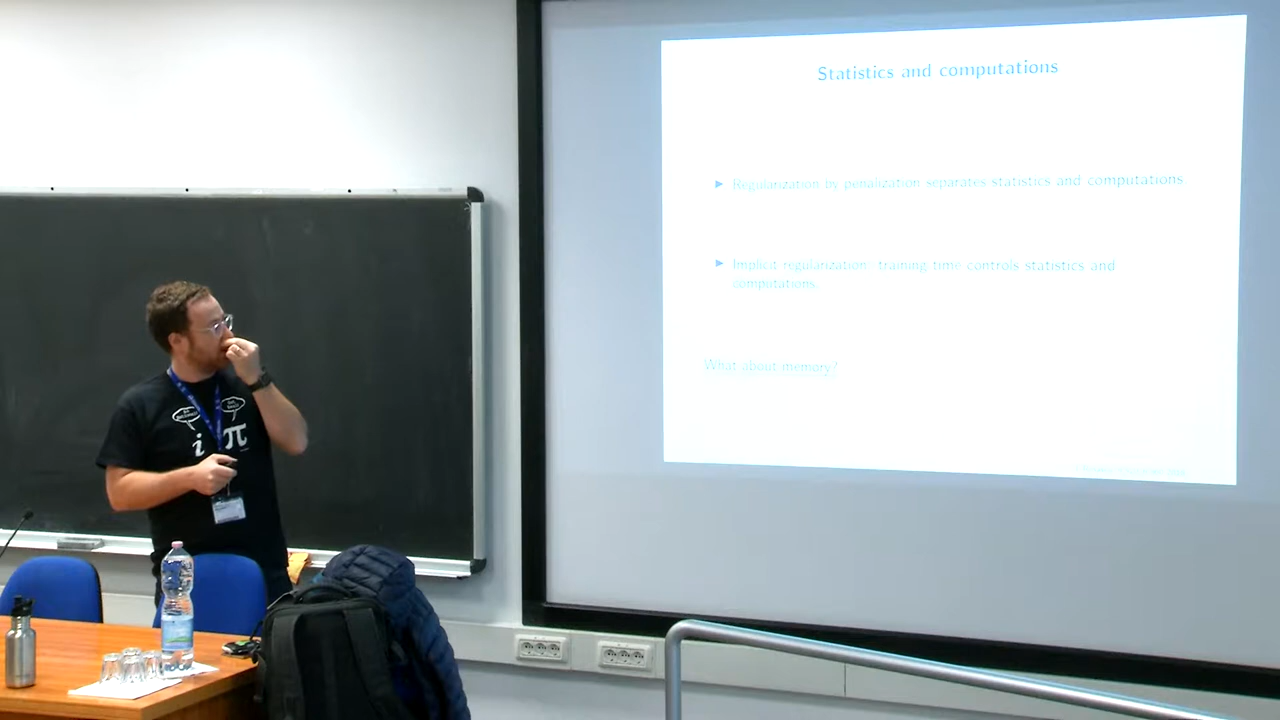 Statistics and computations
► Regularization by penalization separates statistics and computations
► Implicit regularization: training time controls statistics and
computations.
What about memory?
i π